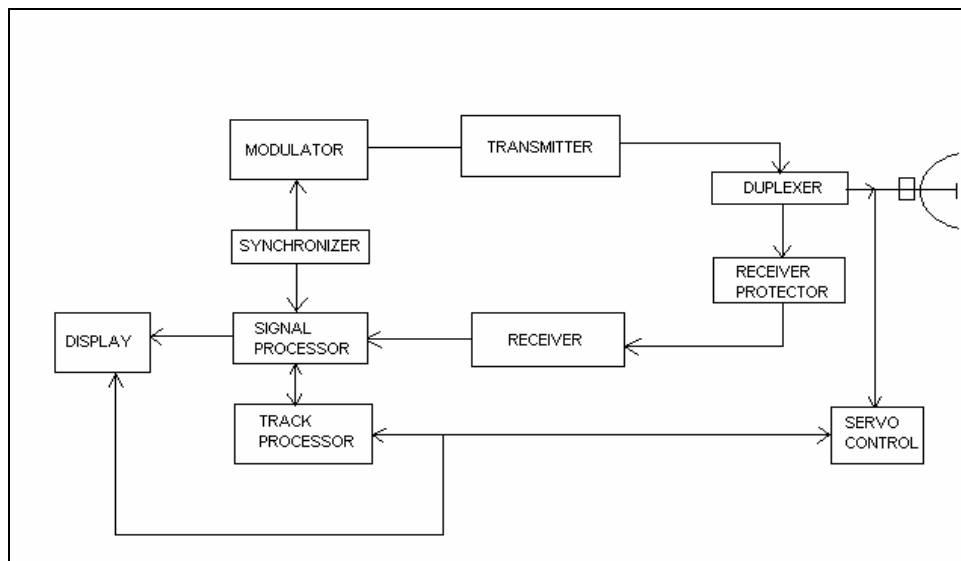 MODULATOR
TRANSMITTER
DUPLEXER
SYNCHRONIZER
RECEIVER
PROTECTOR
DISPLAY
SIGNAL
PROCESSOR
RECEIVER
TRACK
PROCESSOR
SERVO
CONTROL